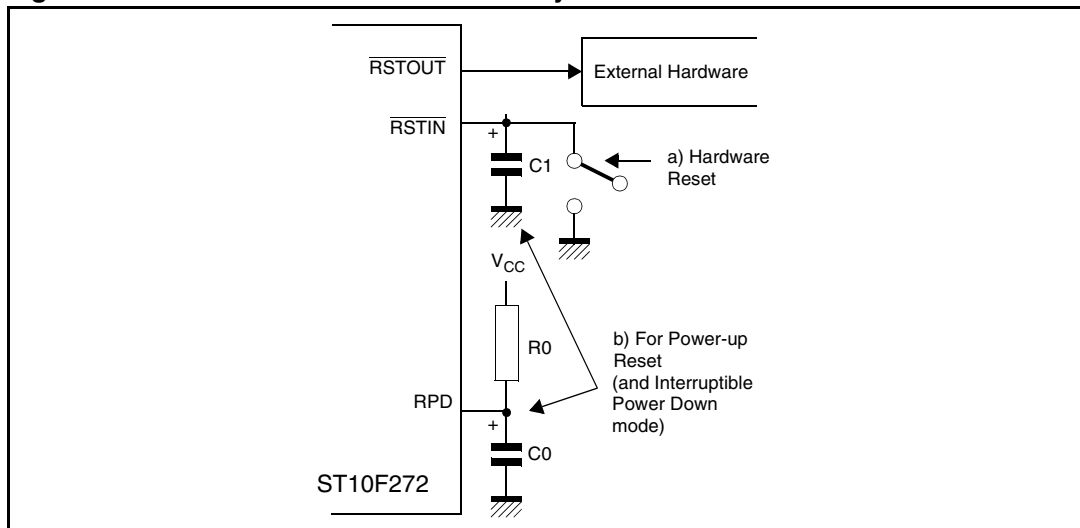 RSTOUT
External Hardware
RSTIN
+
C1
a) Hardware
Reset
VCC
R0
b) For Power-up
Reset
(and Interruptible
Power Down
mode)
RPD
+
C0
ST10F272